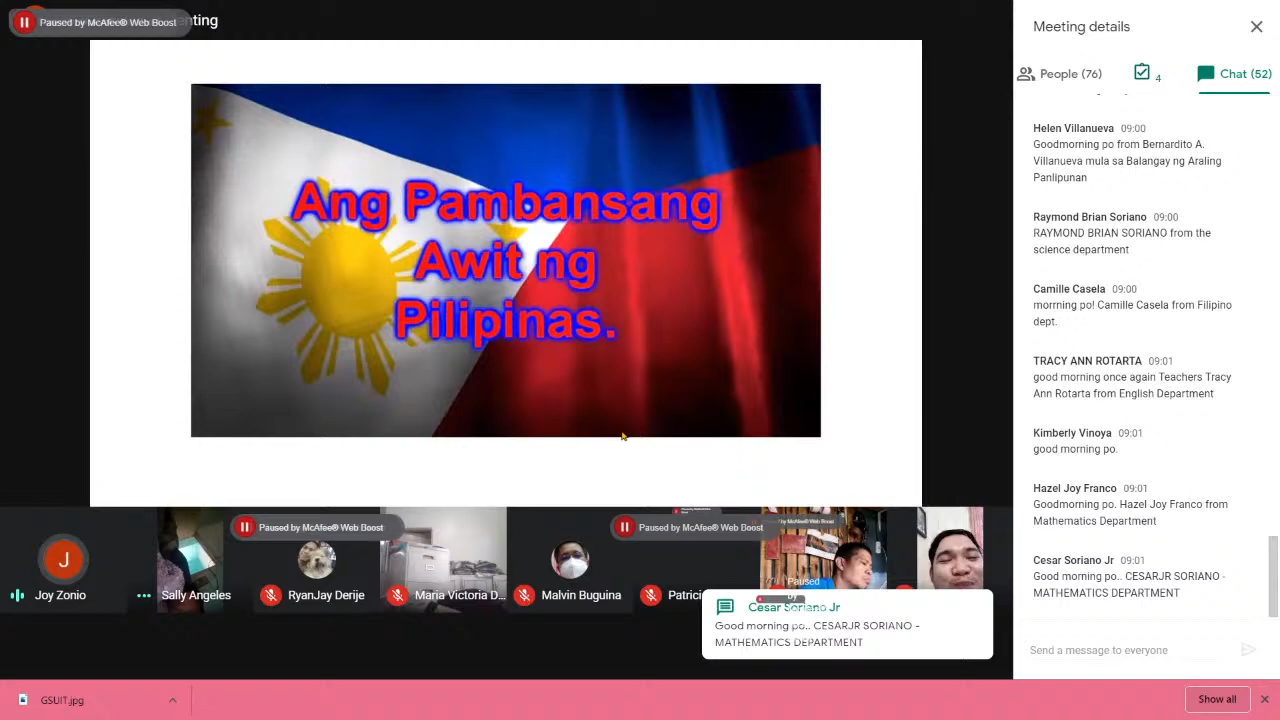 Paused by McAfee® Web Boost
nting
Ang Pambansang
Awit ng
Pilipinas.
Paused by McAfee® Web Boost
Paused by McAfee® Web Boost
J
Joy Zonio
Sally Angeles
RyanJay Derije
Maria Victoria D...
Malvin Buguina
Patrici
Paused
by
Cesar Soriano Jr
Good morning po.. CESARJR SORIANO -
MATHEMATICS DEPARTMENT
Meeting details
People (76)
4
Chat (52)
Helen Villanueva 09:00
Goodmorning po from Bernardito A.
Villanueva mula sa Balangay ng Araling
Panlipunan
Raymond Brian Soriano 09:00
RAYMOND BRIAN SORIANO from the
science department
Camille Casela 09:00
morrning po! Camille Casela from Filipino
dept.
TRACY ANN ROTARTA 09:01
good morning once again Teachers Tracy
Ann Rotarta from English Department
Kimberly Vinoya 09:01
good morning po.
Hazel Joy Franco 09:01
Goodmorning po. Hazel Joy Franco from
Mathematics Department
Cesar Soriano Jr 09:01
Good morning po.. CESARJR SORIANO -
MATHEMATICS DEPARTMENT
Send a message to everyone
GSUIT.jpg
Show all